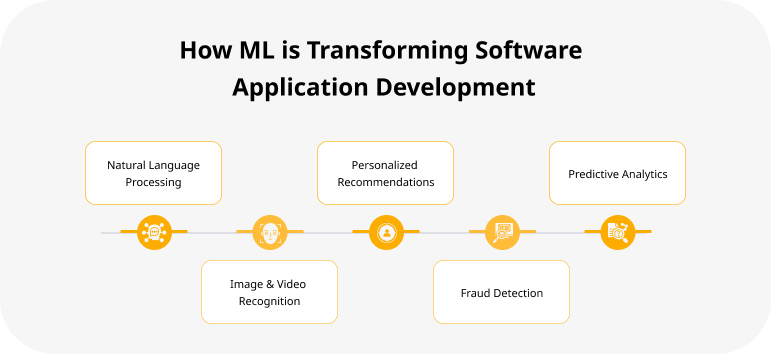 How ML is Transforming Software
Application Development
Natural Language
Processing
Image & Video
Recognition
Personalized
Recommendations
Fraud Detection
Predictive Analytics